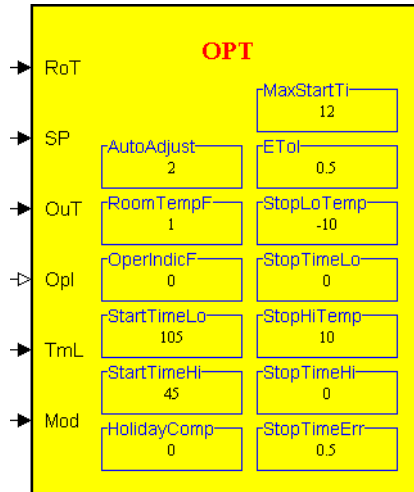 OPT
RoT
MaxStartTi
12
SP
AutoAdjust
2
ETol
0.5
OuT
RoomTempF
1
StopLoTemp
-10
OpI
OperIndicF
0
StopTimeLo
0
TmL
StartTimeLo
105
StopHiTemp
10
StartTimeHi
45
StopTimeHi
0
Mod
HolidayComp
0
StopTimeErr
0.5